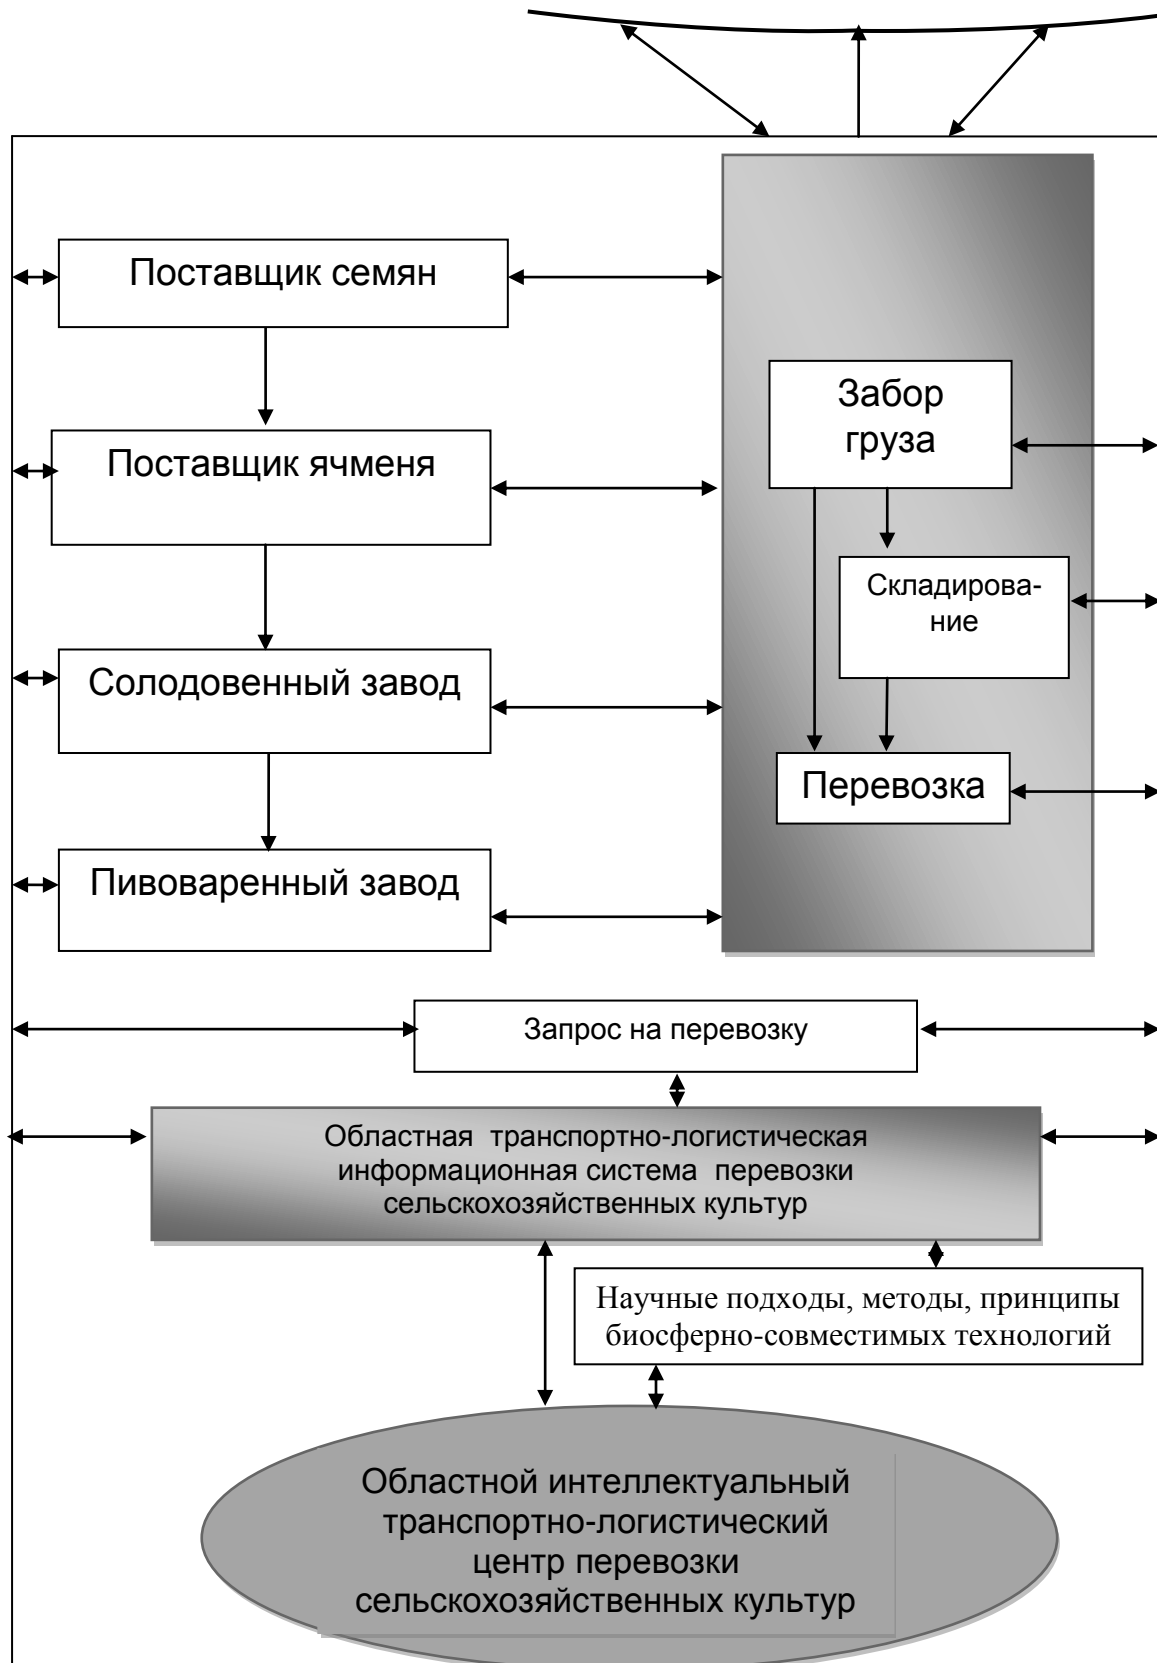 Поставщик семян
Поставщик ячменя
Солодовенный завод
Пивоваренный завод
Забор
груза
Складирова-
ние
Перевозка
Запрос на перевозку
Областная транспортно-логистическая
информационная система перевозки
сельскохозяйственных культур
Научные подходы, методы, принципы
биосферно-совместимых технологий
Областной интеллектуальный
транспортно-логистический
центр перевозки
сельскохозяйственных культур